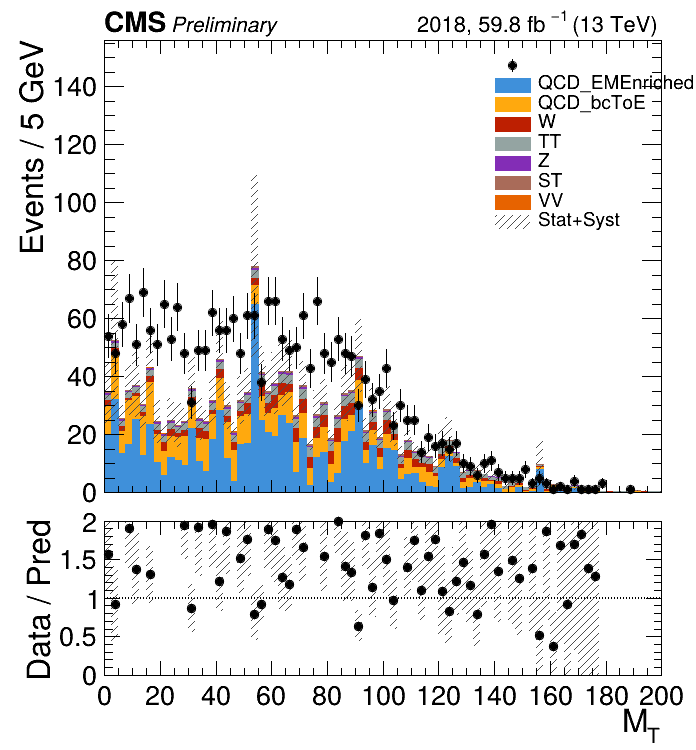 CMS Preliminary 2018, 59.8 fb⁻¹ (13 TeV)
Events / 5 GeV
140
120
100
80
60
40
20
0
QCD_EMEnriched
QCD_bcToE
W
TT
Z
ST
VV
Stat+Syst
Data / Pred
2
1.5
1
0.5
0
0 20 40 60 80 100 120 140 160 180 200
M_T